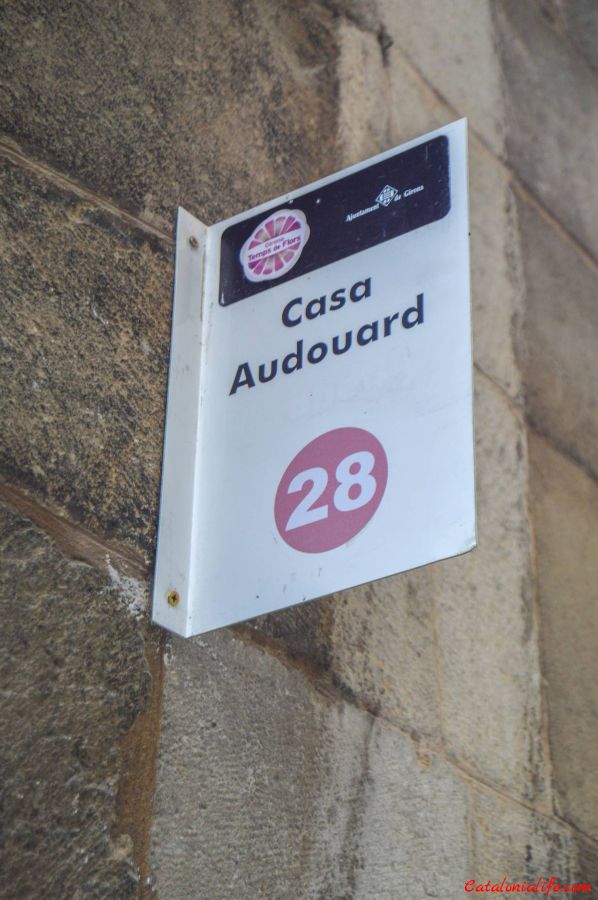 Girona
Temps de Flors
Ajuntament de Girona
Casa
Audouard
28
Catalonialife.com